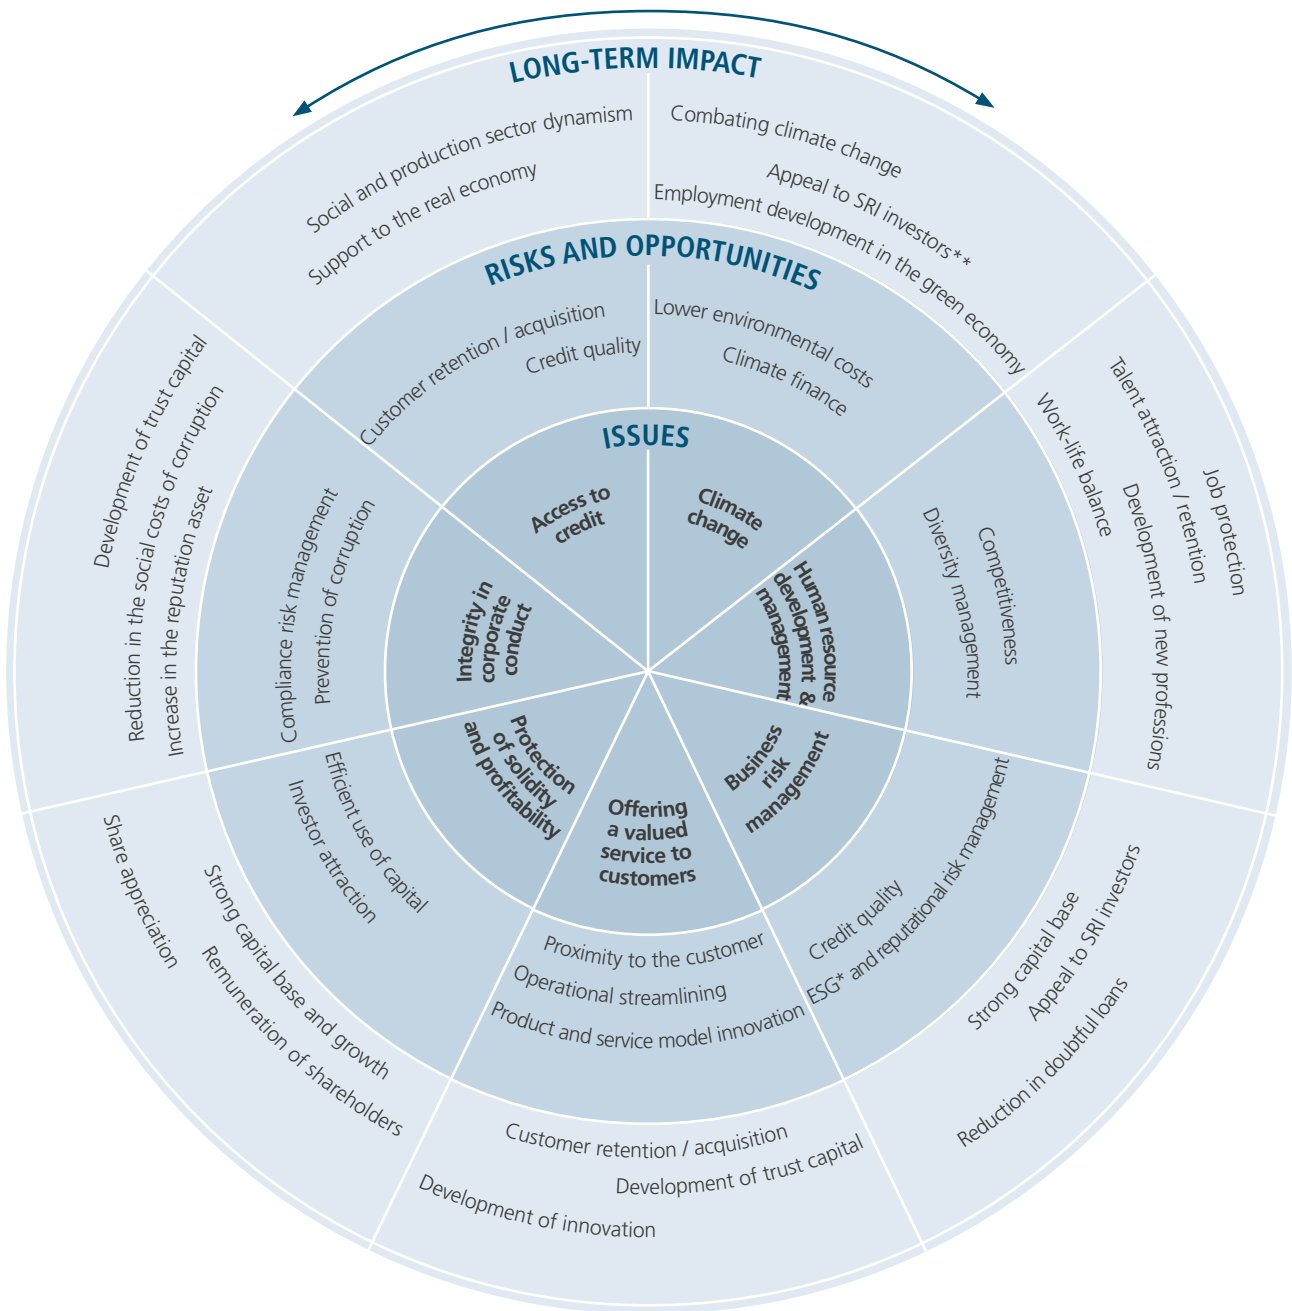 LONG-TERM IMPACT
Social and production sector dynamism
Support to the real economy
Combating climate change
Appeal to SRI investors**
Employment development in the green economy
RISKS AND OPPORTUNITIES
Customer retention / acquisition
Credit quality
Lower environmental costs
Climate finance
ISSUES
Access to
credit
Climate
change
Human resource
development &
management
Competitiveness
Diversity management
Job protection
Talent attraction / retention
Development of new professions
Work-life balance
Business
risk
management
Credit quality
ESG* and reputational risk management
Strong capital base
Appeal to SRI investors
Reduction in doubtful loans
Offering
a valued
service to
customers
Proximity to the customer
Operational streamlining
Product and service model innovation
Customer retention / acquisition
Development of trust capital
Development of innovation
Protection
of solidity
and profitability
Efficient use of capital
Investor attraction
Strong capital base and growth
Remuneration of shareholders
Share appreciation
Integrity in
corporate
conduct
Compliance risk management
Prevention of corruption
Development of trust capital
Reduction in the social costs of corruption
Increase in the reputation asset